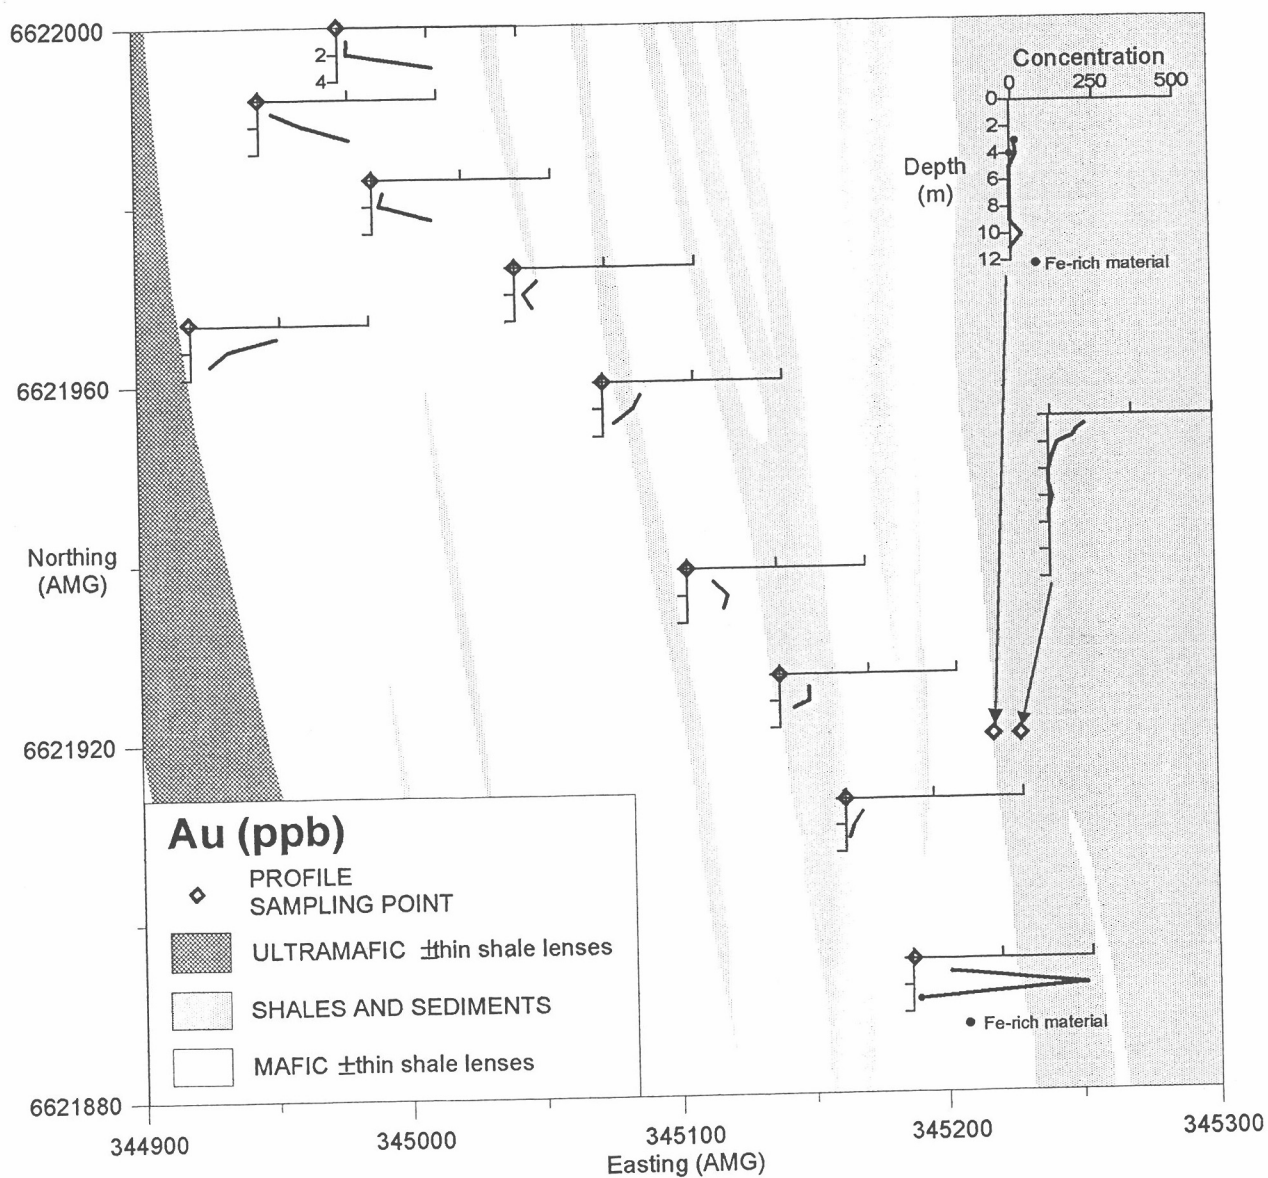 6622000
2
4
Concentration
0 250 500
0
2
4
6
8
10
12
Depth
(m)
Fe-rich material
6621960
Northing
(AMG)
6621920
Au (ppb)
PROFILE
SAMPLING POINT
ULTRAMAFIC ±thin shale lenses
SHALES AND SEDIMENTS
MAFIC ±thin shale lenses
Fe-rich material
6621880
344900 345000 345100 345200 345300
Easting (AMG)